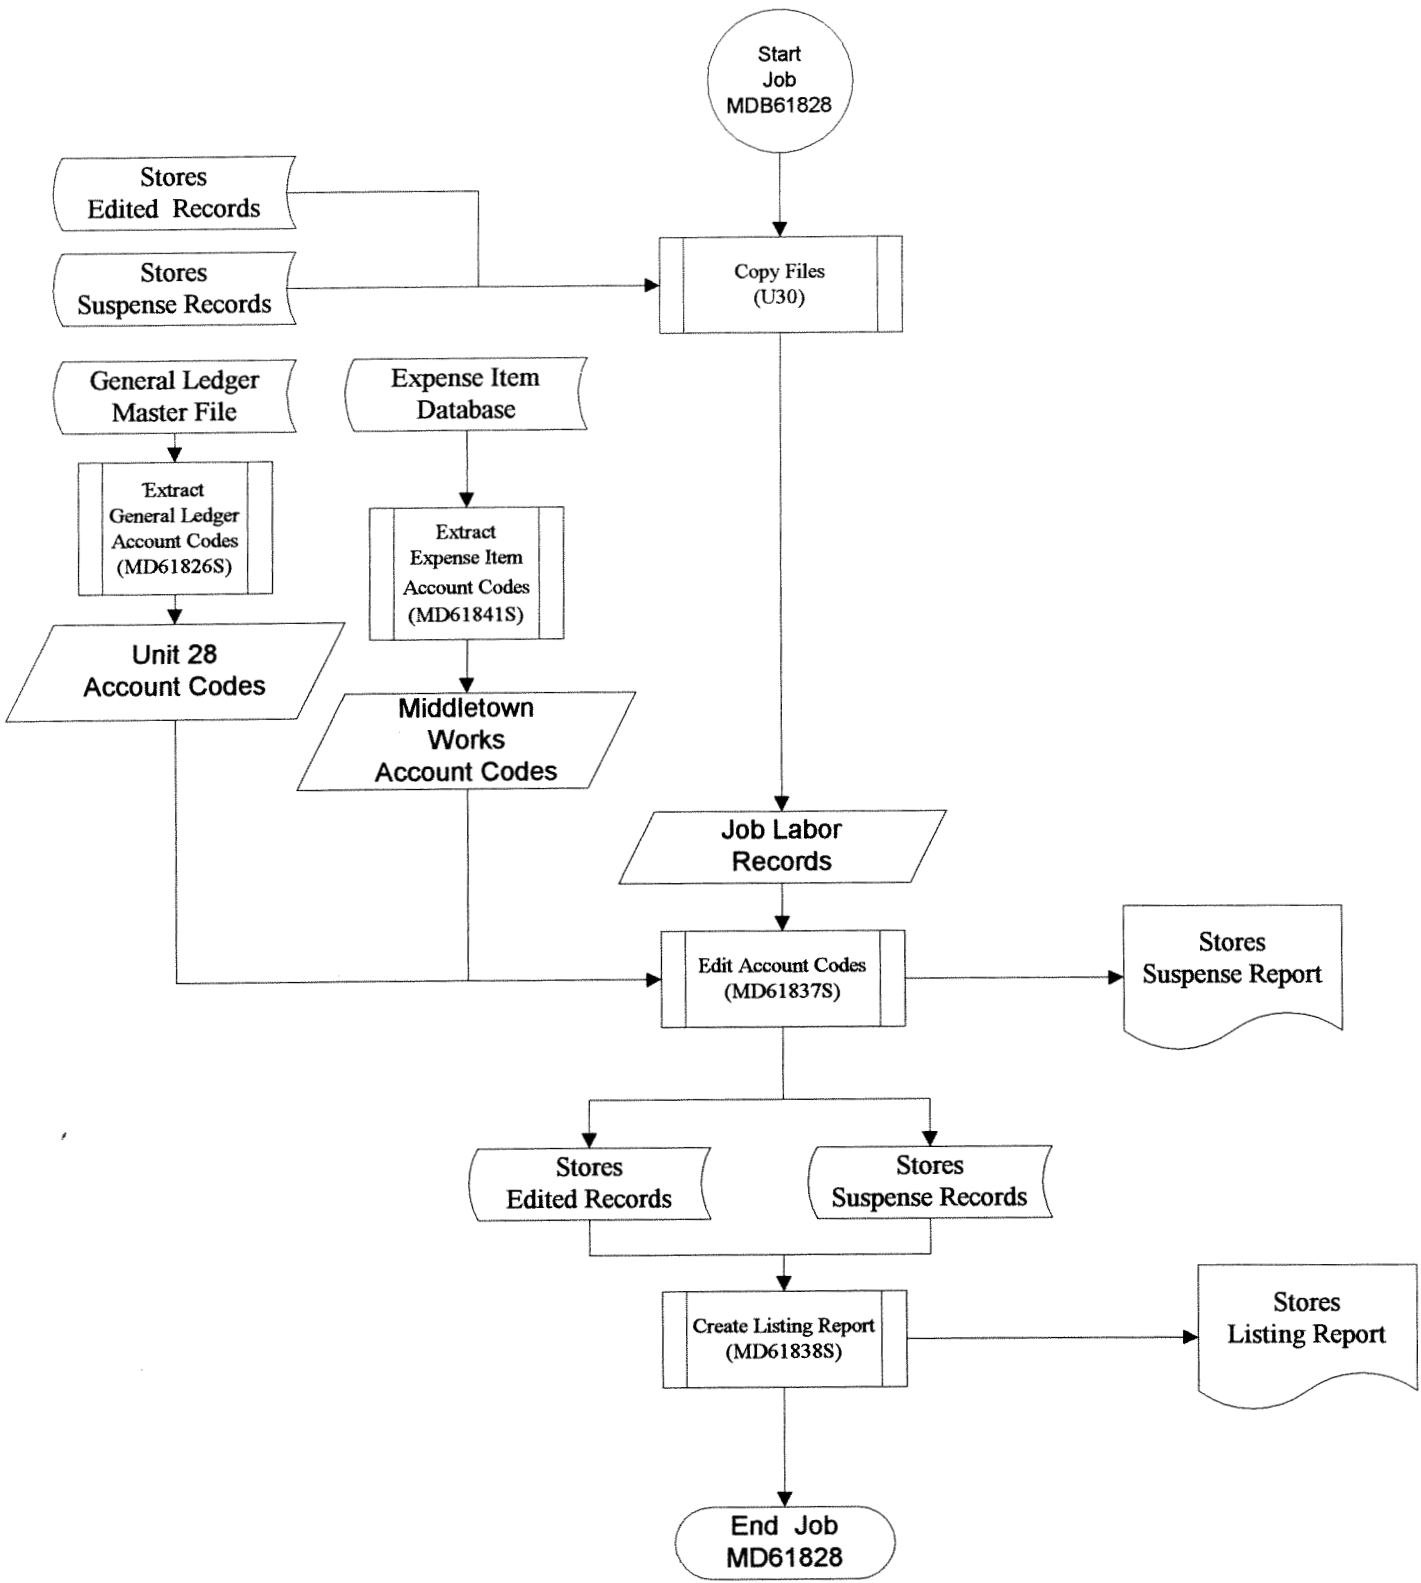 Start
Job
MDB61828
Stores
Edited Records
Stores
Suspense Records
Copy Files
(U30)
General Ledger
Master File
Expense Item
Database
Extract
General Ledger
Account Codes
(MD61826S)
Extract
Expense Item
Account Codes
(MD61841S)
Unit 28
Account Codes
Middletown
Works
Account Codes
Job Labor
Records
Edit Account Codes
(MD61837S)
Stores
Suspense Report
Stores
Edited Records
Stores
Suspense Records
Create Listing Report
(MD61838S)
Stores
Listing Report
End Job
MD61828